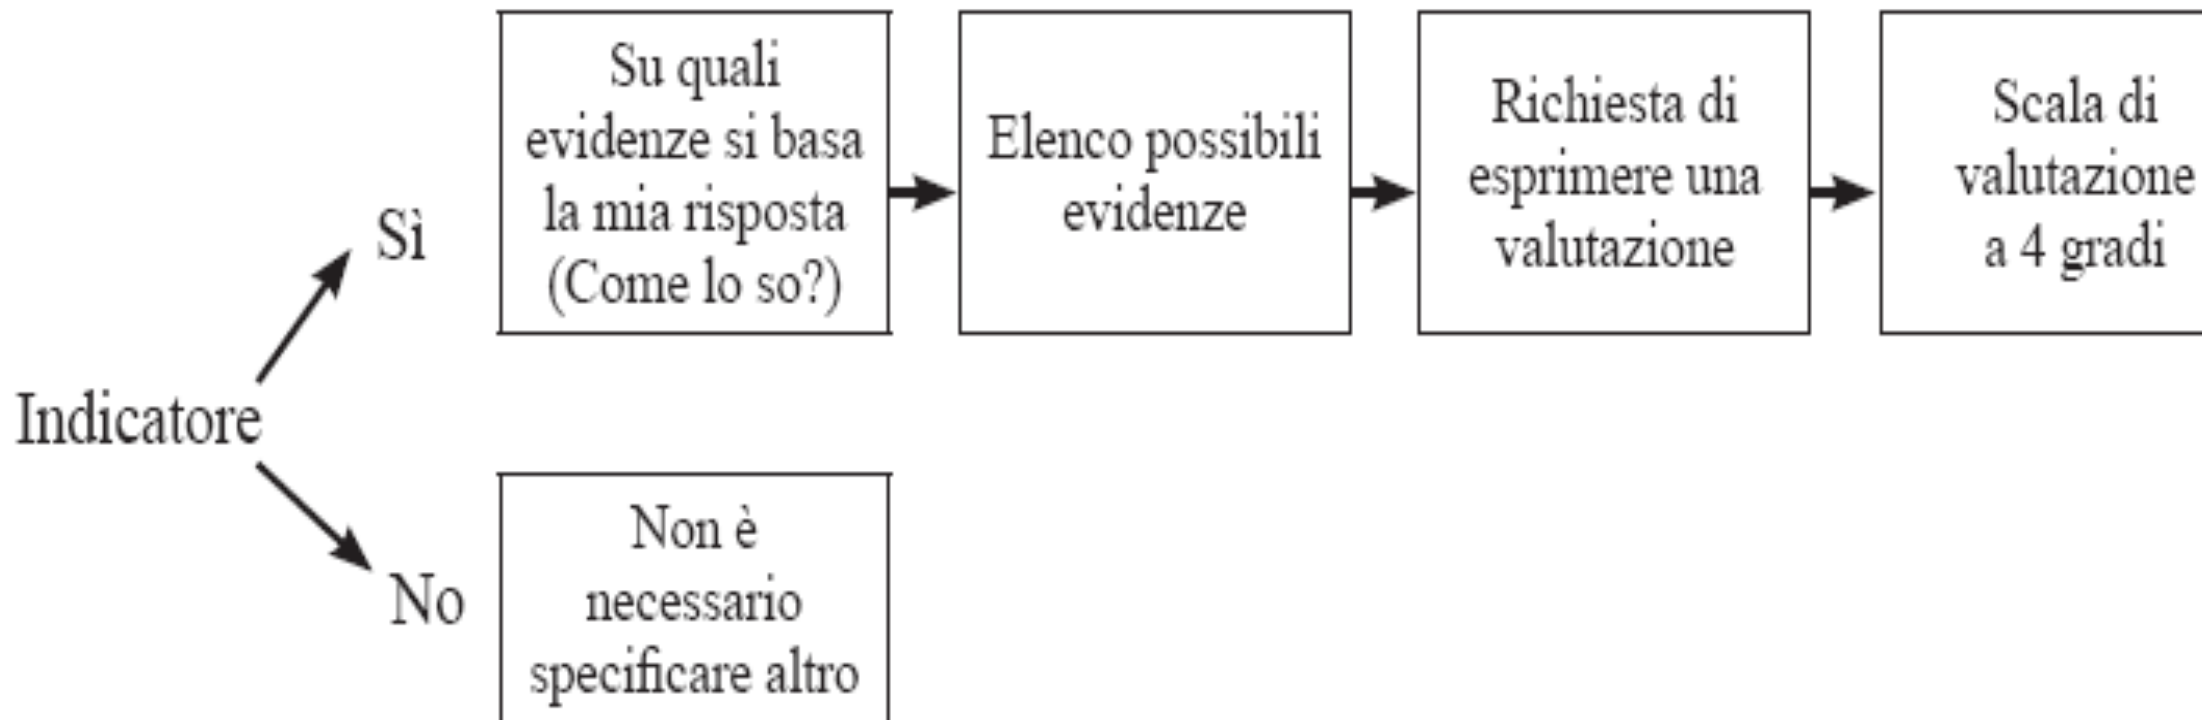 Su quali
evidenze si basa
la mia risposta
(Come lo so?)
Elenco possibili
evidenze
Richiesta di
esprimere una
valutazione
Scala di
valutazione
a 4 gradi
Sì
Indicatore
No
Non è
necessario
specificare altro